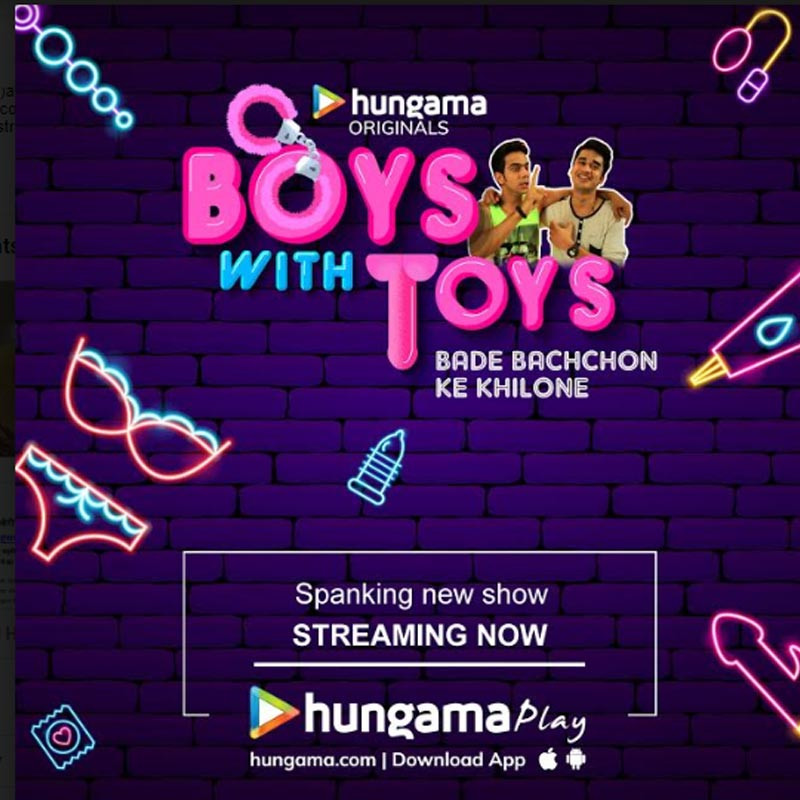 hungama
ORIGINALS
BOYS
WITH TOYS
BADE BACHCHON
KE KHILONE
Spanking new show
STREAMING NOW
hungama Play
hungama.com | Download App